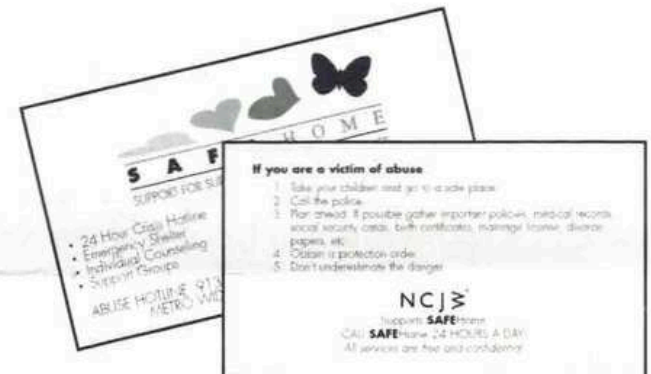 SAFEHOME
SUPPORT FOR
• 24 Hour Crisis Hotline
• Emergency Shelter
• Individual Counseling
• Support Groups
ABUSE HOTLINE 913
METRO
If you are a victim of abuse
1. Take your children and go to a safe place.
2. Call the police.
3. Plan ahead. If possible gather important policies, medical records,
social security cards, birth certificates, marriage license, divorce
papers, etc.
4. Obtain a protection order.
5. Don't underestimate the danger.
NCJW
Supports SAFEHome
CALL SAFEHome 24 HOURS A DAY
All services are free and confidential